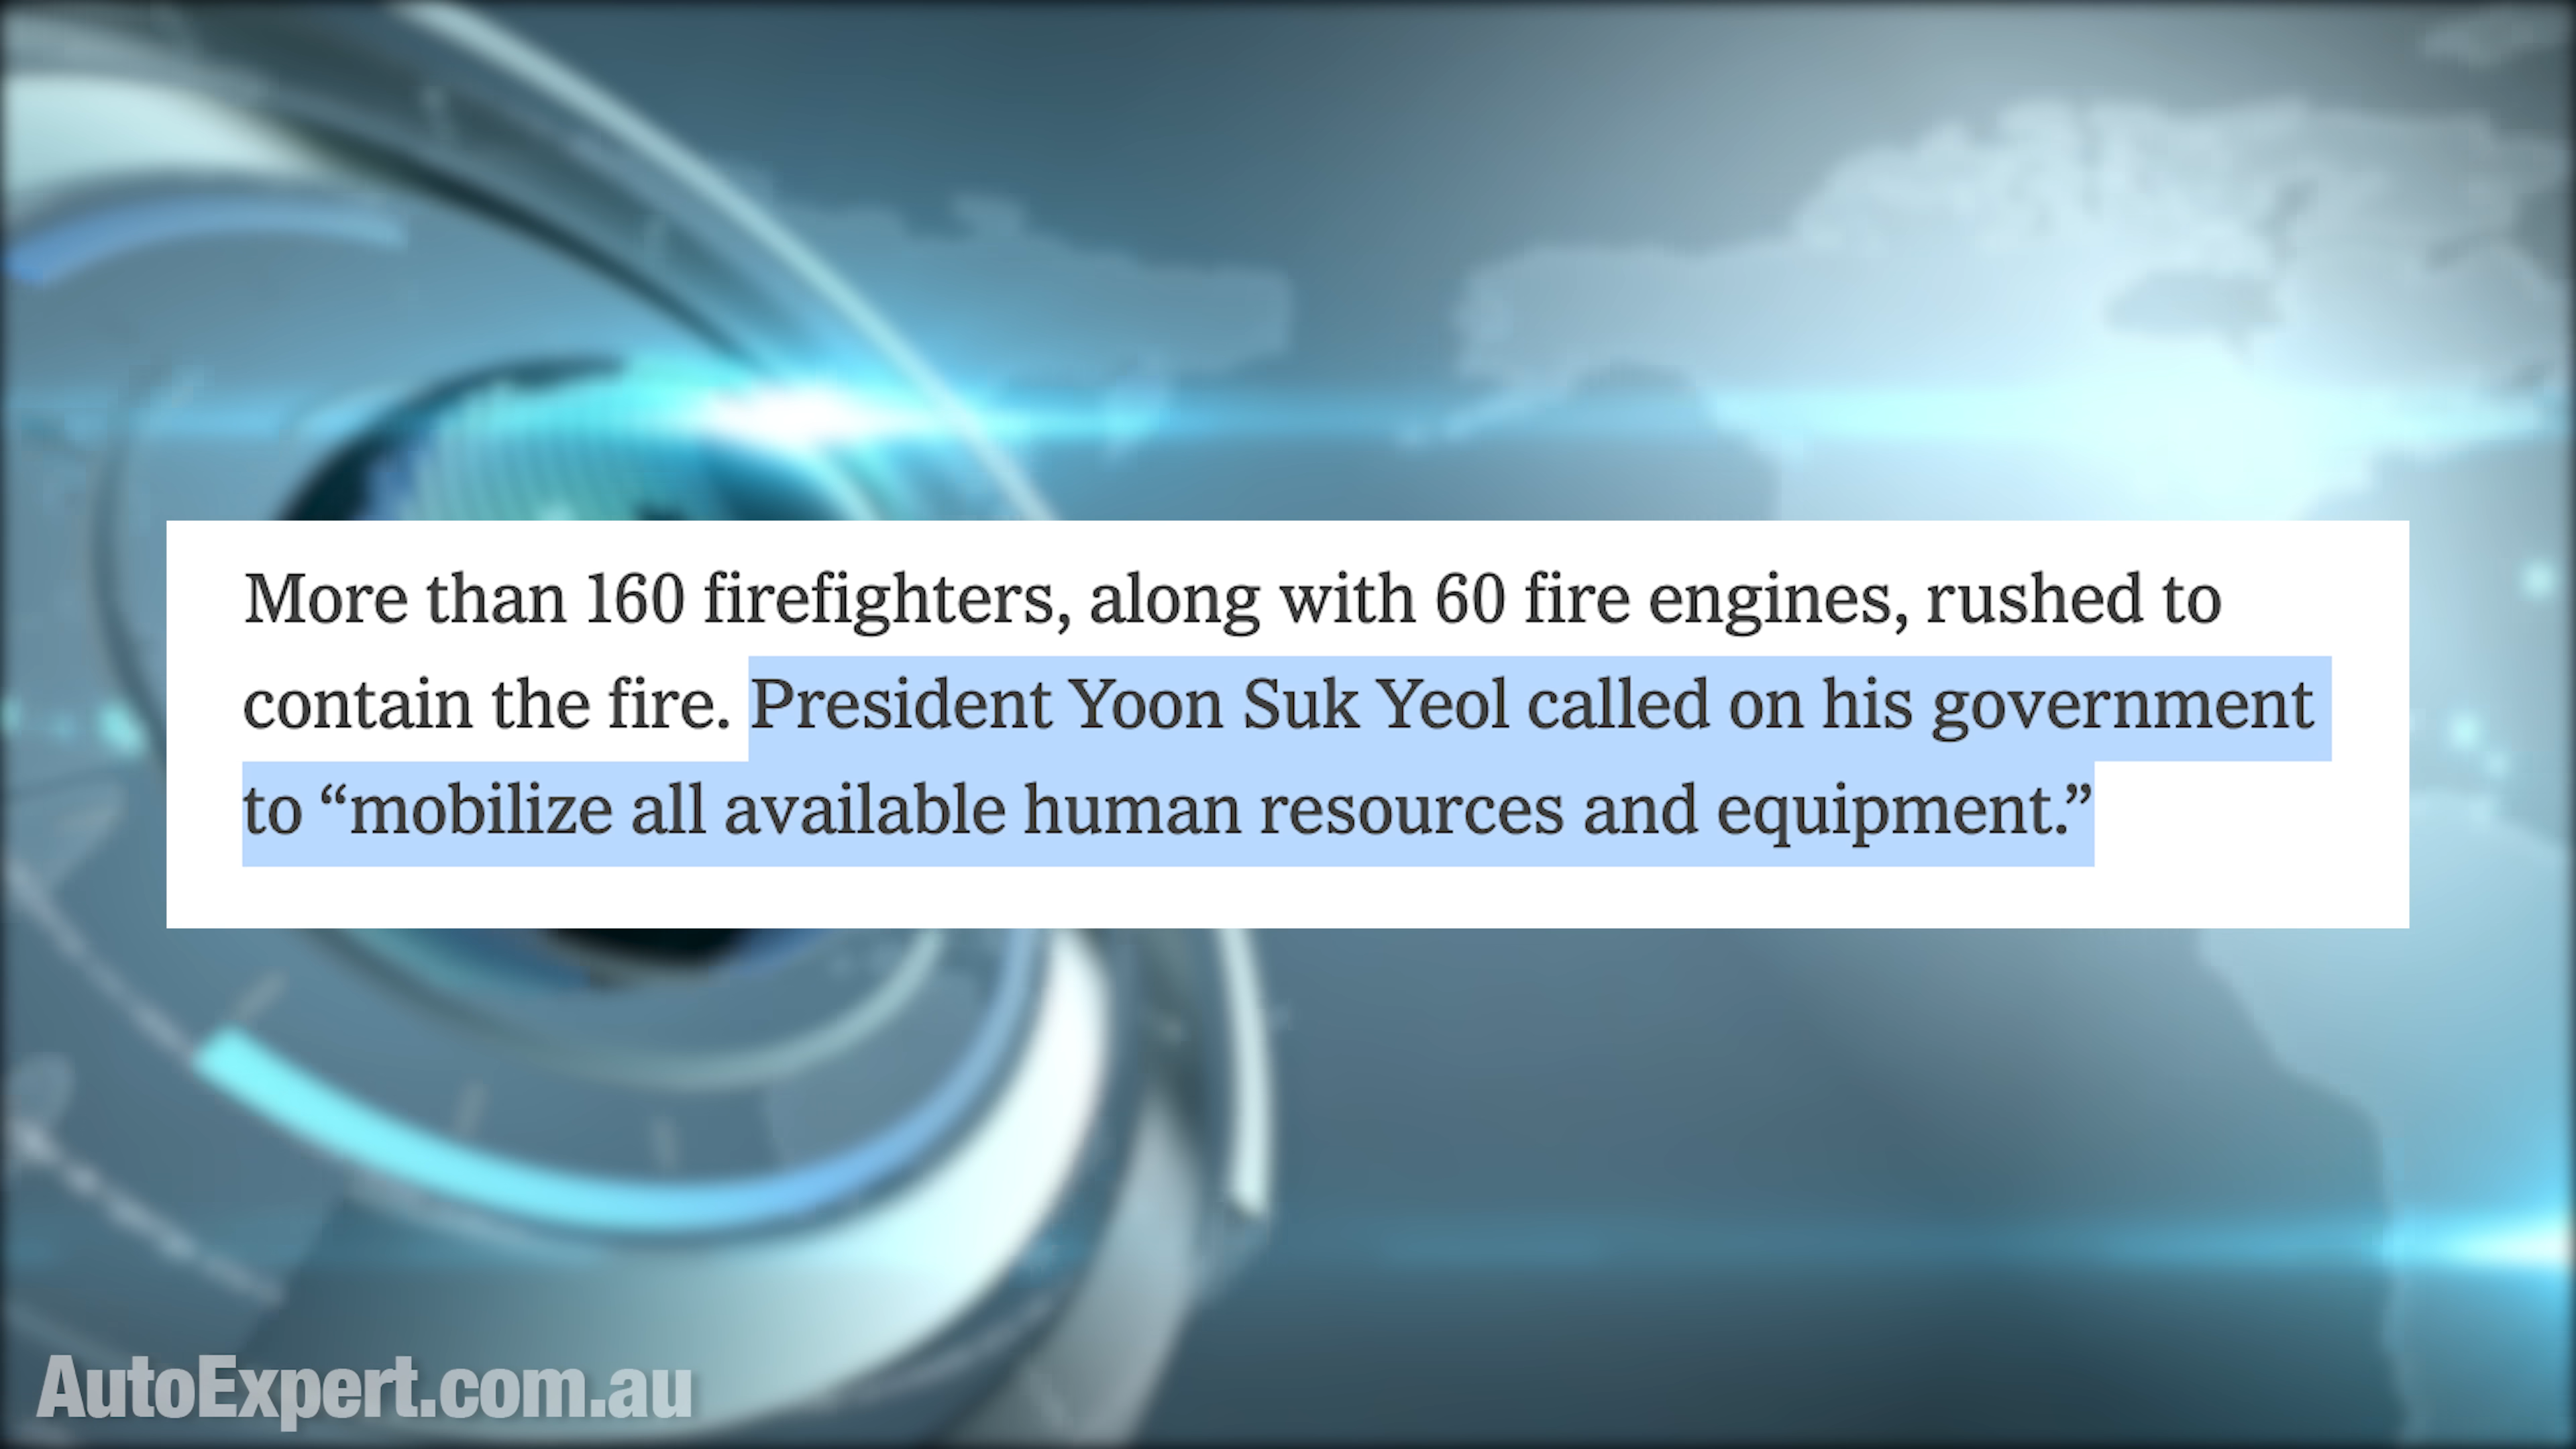 More than 160 firefighters, along with 60 fire engines, rushed to
contain the fire. President Yoon Suk Yeol called on his government
to “mobilize all available human resources and equipment.”
AutoExpert.com.au